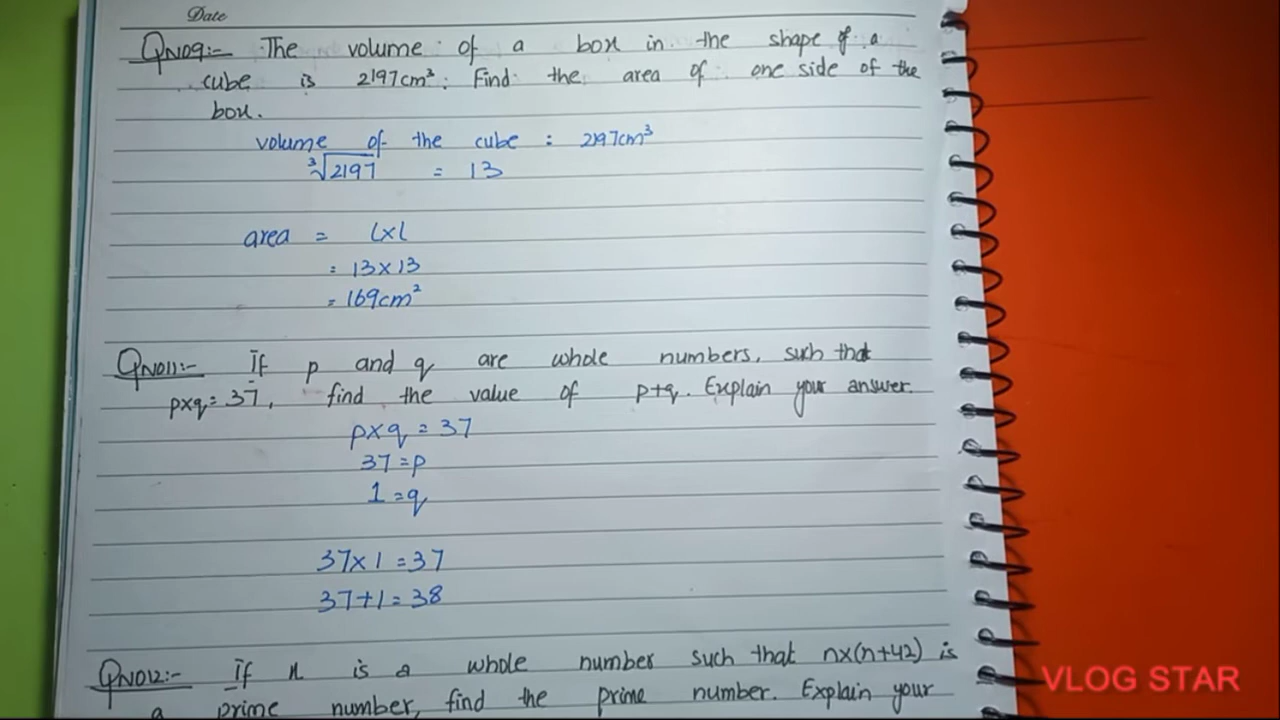 Date
QNO9:- The volume of a box in the shape of a
cube is 2197cm³. Find the area of one side of the
box.
volume of the cube = 2197cm³
∛2197 = 13
area = l×l
= 13×13
= 169cm²
QNO11:- If p and q are whole numbers, such that
p×q = 37, find the value of p+q. Explain your answer.
p×q = 37
37 = p
1 = q
37×1 = 37
37+1 = 38
QNO12:- If n is a whole number such that n×(n+42) is
a prime number, find the prime number. Explain your
VLOG STAR